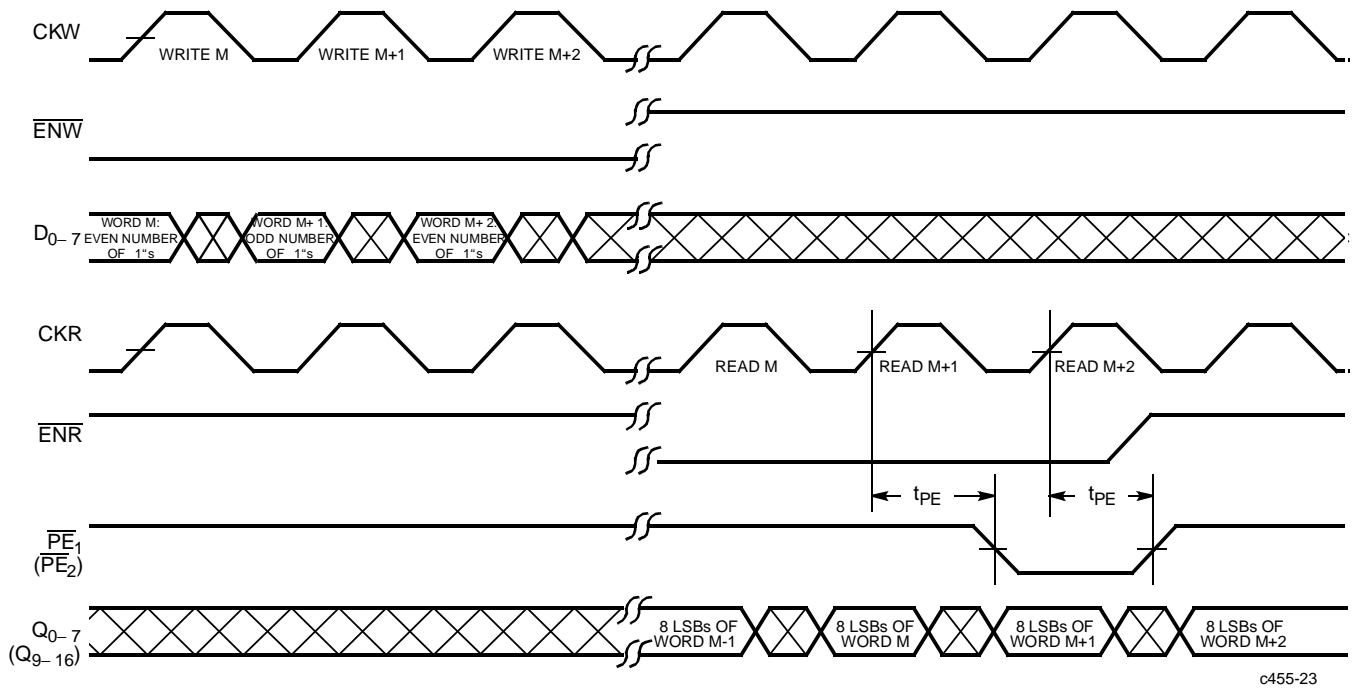 CKW
WRITE M WRITE M+1 WRITE M+2
ENW
D0–7
WORD M:
EVEN NUMBER
OF 1"s
WORD M+ 1:
ODD NUMBER
OF 1"s
WORD M+ 2:
EVEN NUMBER
OF 1"s
CKR
READ M READ M+1 READ M+2
ENR
tPE tPE
PE1
(PE2)
Q0–7
(Q9–16)
8 LSBs OF
WORD M-1
8 LSBs OF
WORD M
8 LSBs OF
WORD M+1
8 LSBs OF
WORD M+2
c455-23